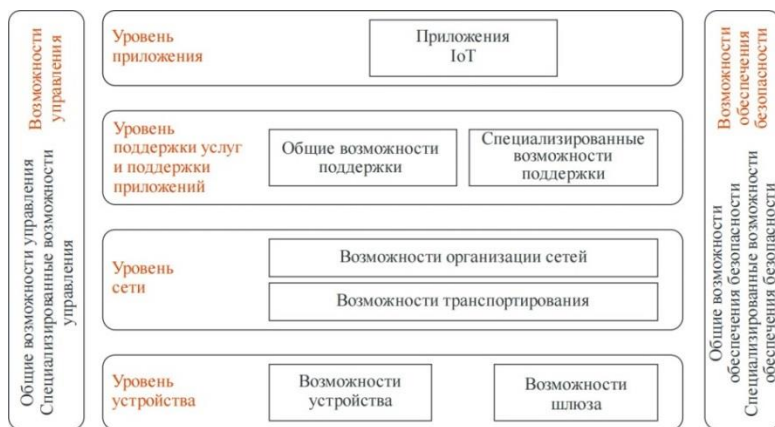 Возможности
управления
Общие возможности управления
Специализированные возможности
управления
Уровень
приложения
Приложения
IoT
Уровень
поддержки услуг
и поддержки
приложений
Общие возможности
поддержки
Специализированные
возможности
поддержки
Уровень
сети
Возможности организации сетей
Возможности транспортирования
Уровень
устройства
Возможности
устройства
Возможности
шлюза
Возможности
обеспечения
безопасности
Общие возможности
обеспечения безопасности
Специализированные возможности
обеспечения безопасности